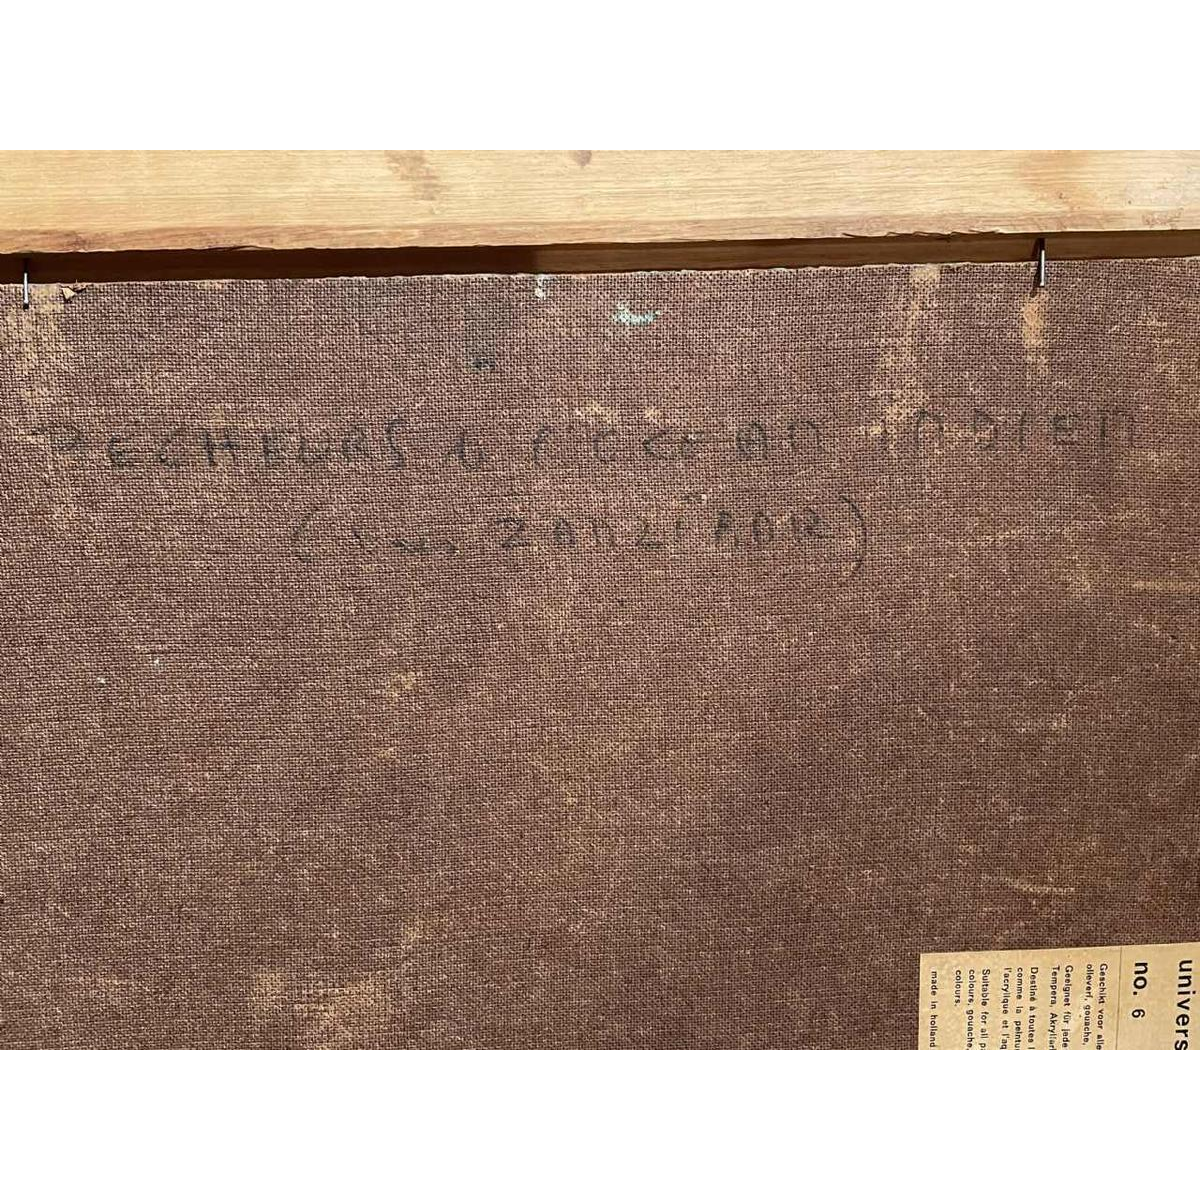 PECHEURS OCEAN INDIEN
( ZANZIBAR)
univers
no. 6
Geschikt voor alle
olieverf, gouache,
Geeignet für jede
Tempera,
Destiné à toutes
comme la peintu
l'acrylique et l'aq
Suitable for all p
colours, gouache,
colours.
made in holland